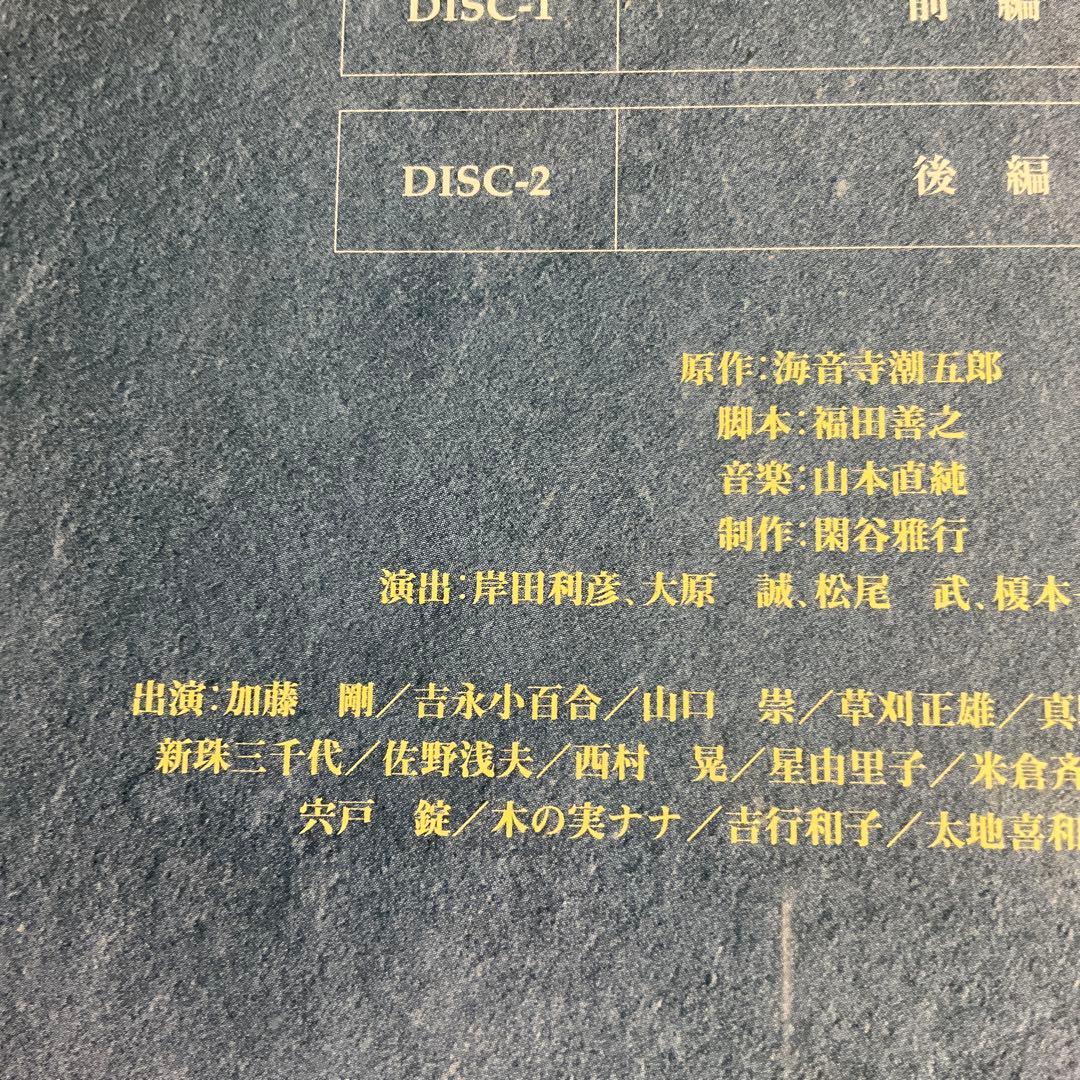 DISC-1 前 編
DISC-2 後 編
原作:海音寺潮五郎
脚本:福田善之
音楽:山本直純
制作:閑谷雅行
演出:岸田利彦、大原 誠、松尾 武、榎本
出演:加藤 剛／吉永小百合／山口 崇／草刈正雄／真
新珠三千代／佐野浅夫／西村 晃／星由里子／米倉斉
宍戸 錠／木の実ナナ／吉行和子／太地喜和